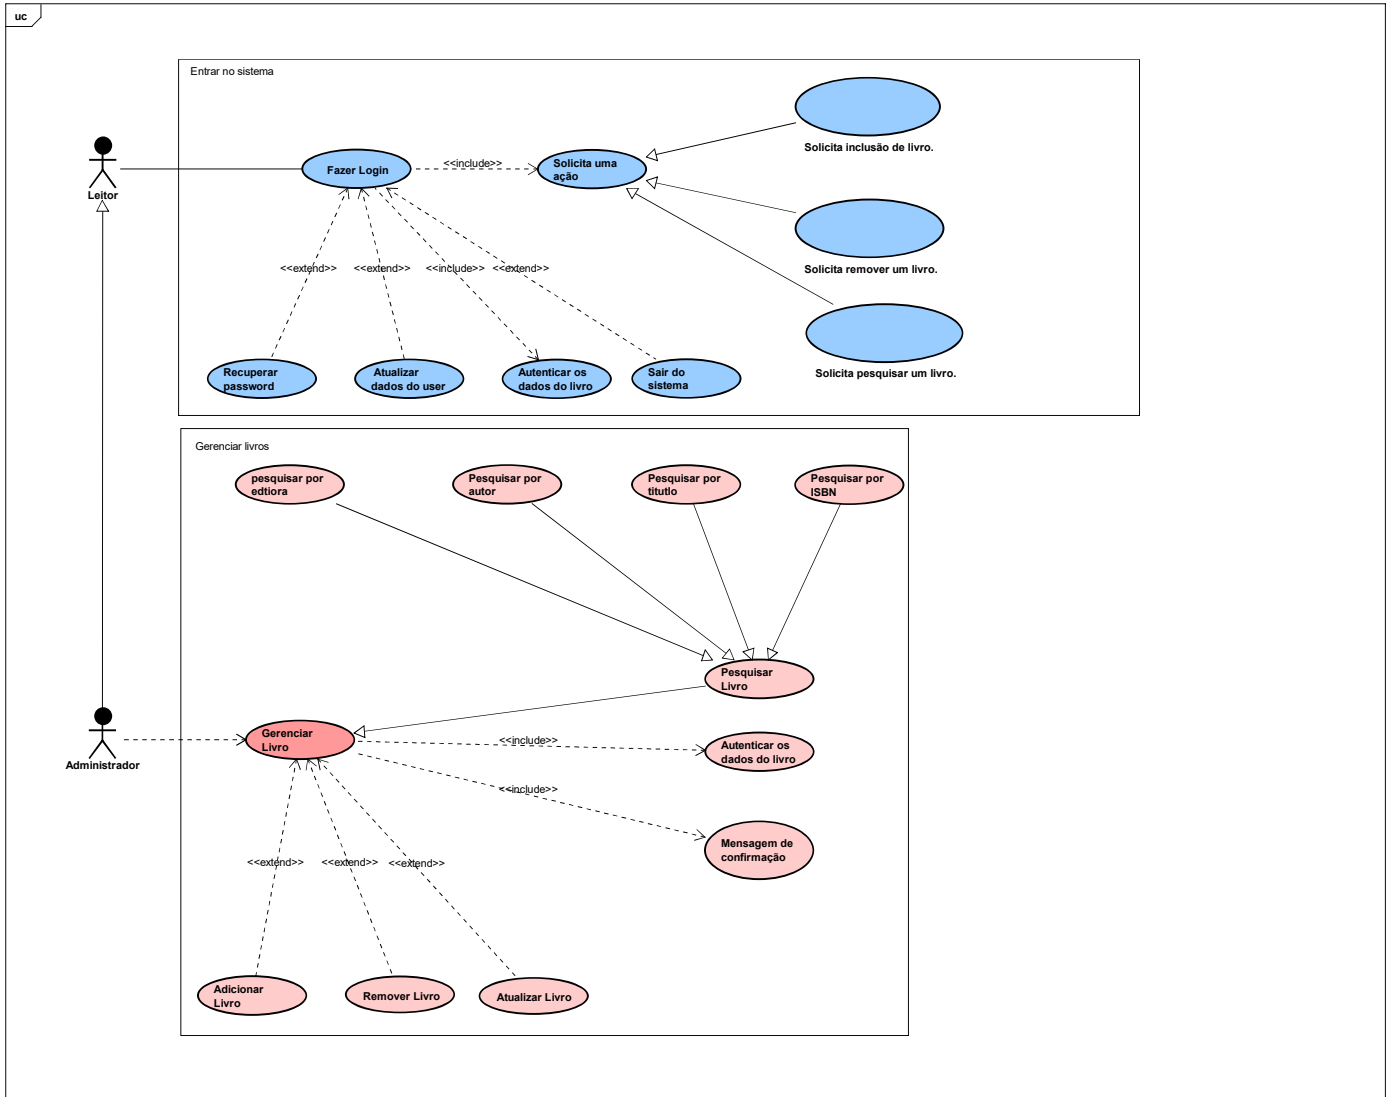 uc
Entrar no sistema
Leitor
Fazer Login
<<include>>
Solicita uma
ação
Solicita inclusão de livro.
Solicita remover um livro.
Solicita pesquisar um livro.
<<extend>>
<<extend>>
<<include>>
<<extend>>
Recuperar
password
Atualizar
dados do user
Autenticar os
dados do livro
Sair do
sistema
Gerenciar livros
pesquisar por
edtiora
Pesquisar por
autor
Pesquisar por
titutlo
Pesquisar por
ISBN
Pesquisar
Livro
Administrador
Gerenciar
Livro
<<include>>
Autenticar os
dados do livro
<<include>>
Mensagem de
confirmação
<<extend>>
<<extend>>
<<extend>>
Adicionar
Livro
Remover Livro
Atualizar Livro